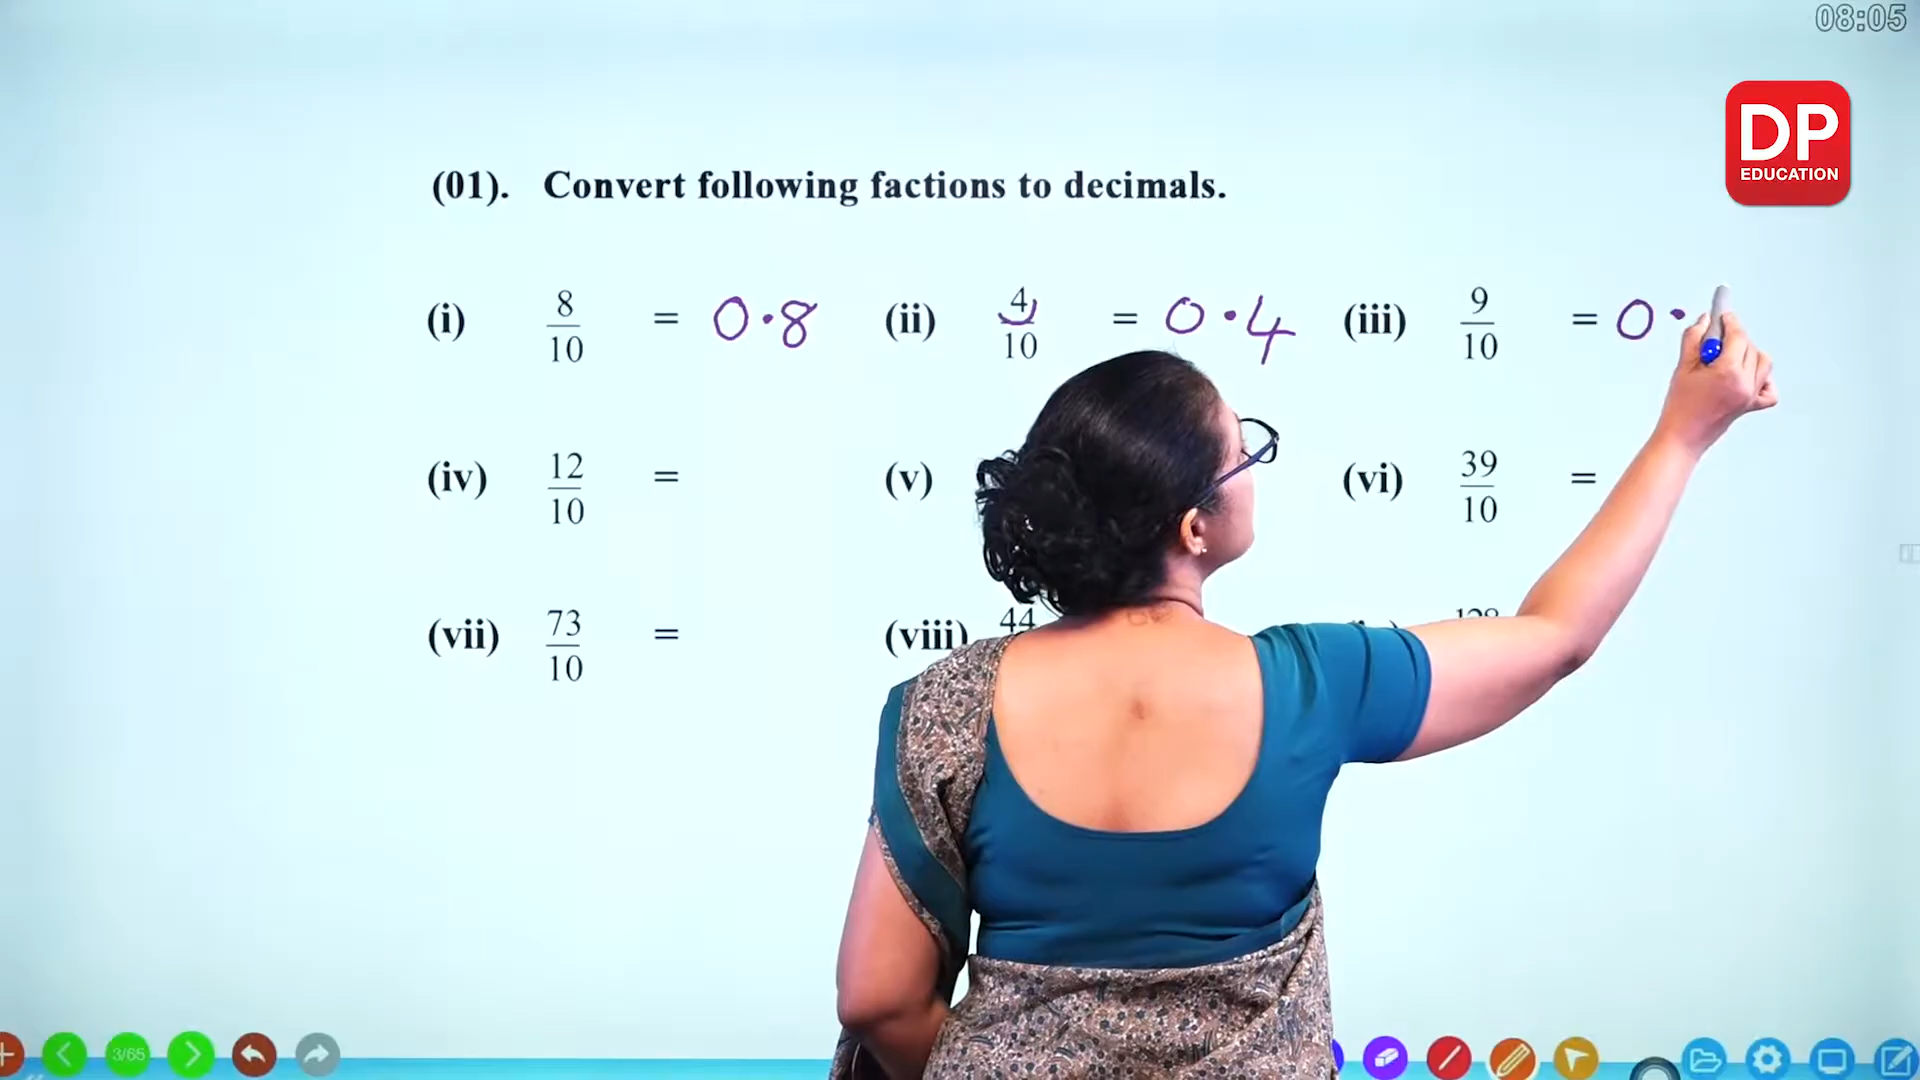 08:05
DP
EDUCATION
(01). Convert following factions to decimals.
(i) 8/10 = 0.8 (ii) 4/10 = 0.4 (iii) 9/10 = 0.
(iv) 12/10 = (v) (vi) 39/10 =
(vii) 73/10 = (viii) 44
3/65